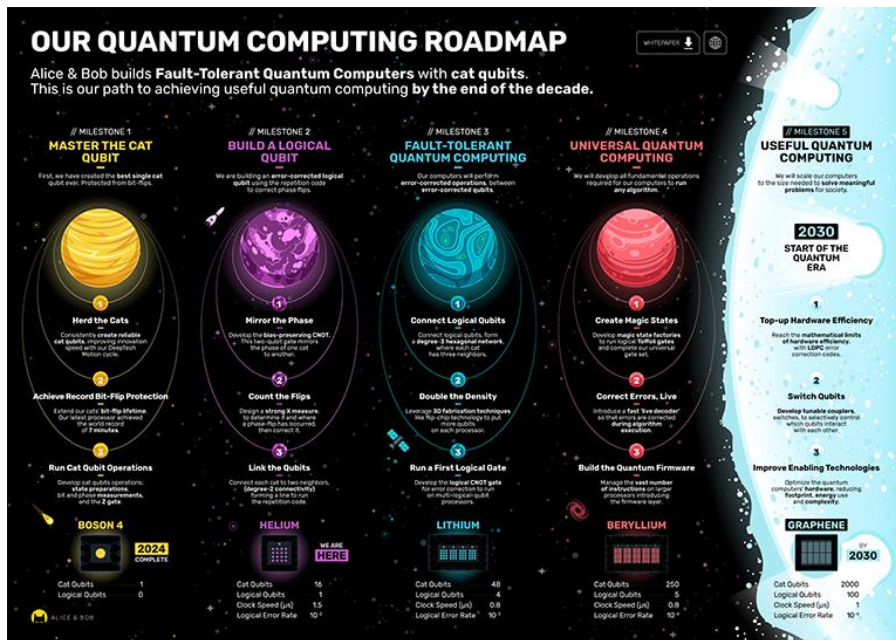 OUR QUANTUM COMPUTING ROADMAP
WHITEPAPER
Alice & Bob builds Fault-Tolerant Quantum Computers with cat qubits.
This is our path to achieving useful quantum computing by the end of the decade.
// MILESTONE 1
MASTER THE CAT
QUBIT
First, we have created the best single cat
qubit ever. Protected from bit-flips.
1
Herd the Cats
Consistently create reliable
cat qubits, improving innovation
speed with our DeepTech
Motion cycle.
2
Achieve Record Bit-Flip Protection
Extend our cats' bit-flip lifetime.
Our latest processor achieved
the world record
of 7 minutes.
3
Run Cat Qubit Operations
Develop cat qubits operations:
state preparations,
bit and phase measurements,
and the Z gate.
BOSON 4
2024
COMPLETE
Cat Qubits 1
Logical Qubits 0
ALICE & BOB
// MILESTONE 2
BUILD A LOGICAL
QUBIT
We are building an error-corrected logical
qubit using the repetition code
to correct phase flips.
1
Mirror the Phase
Develop the bias-preserving CNOT.
This two-qubit gate mirrors
the phase of one cat
to another.
2
Count the Flips
Design a strong X measure,
to determine if and where
a phase-flip has occurred,
then correct it.
3
Link the Qubits
Connect each cat to two neighbors,
(degree-2 connectivity)
forming a line to run
the repetition code.
HELIUM
WE ARE
HERE
Cat Qubits 16
Logical Qubits 1
Clock Speed (µs) 1.5
Logical Error Rate
// MILESTONE 3
FAULT-TOLERANT
QUANTUM COMPUTING
Our computers will perform
error-corrected operations, between
error-corrected qubits.
1
Connect Logical Qubits
Connect logical qubits, form
a degree-3 hexagonal network,
where each cat
has three neighbors.
2
Double the Density
Leverage 3D fabrication techniques
like flip-chip technology to put
more qubits
on each processor.
3
Run a First Logical Gate
Develop the logical CNOT gate
for error correction to run
on multi-logical-qubit
processors.
LITHIUM
Cat Qubits 48
Logical Qubits 4
Clock Speed (µs) 0.8
Logical Error Rate
// MILESTONE 4
UNIVERSAL QUANTUM
COMPUTING
We will develop all fundamental operations
required for our computers to run
any algorithm.
1
Create Magic States
Develop magic state factories
to run logical Toffoli gates
and complete our universal
gate set.
2
Correct Errors, Live
Introduce a fast 'live decoder'
so that errors are corrected
during algorithm
execution.
3
Build the Quantum Firmware
Manage the vast number
of instructions on larger
processors introducing
the firmware layer.
BERYLLIUM
Cat Qubits 250
Logical Qubits 5
Clock Speed (µs) 0.8
Logical Error Rate
// MILESTONE 5
USEFUL QUANTUM
COMPUTING
We will scale our computers
to the size needed to solve meaningful
problems for society.
2030
START OF THE
QUANTUM
ERA
1
Top-up Hardware Efficiency
Reach the mathematical limits
of hardware efficiency,
with LDPC error
correction codes.
2
Switch Qubits
Develop tunable couplers,
switches, to selectively control
which qubits interact
with each other.
3
Improve Enabling Technologies
Optimize the quantum
computers' hardware, reducing
footprint, energy use
and complexity.
GRAPHENE
BY
2030
Cat Qubits 2000
Logical Qubits 100
Clock Speed (µs) 1
Logical Error Rate